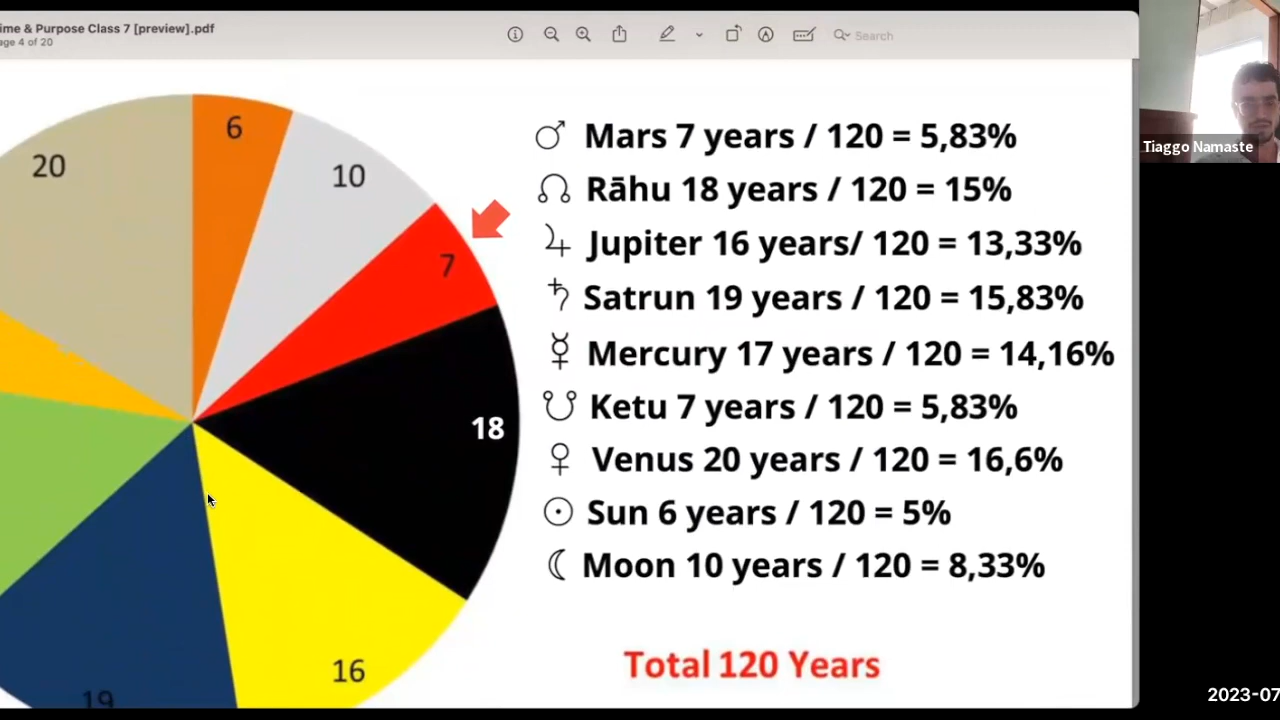 ime & Purpose Class 7 [preview].pdf
age 4 of 20
Search
Tiaggo Namaste
20
6
10
7
18
16
19
Mars 7 years / 120 = 5,83%
Rāhu 18 years / 120 = 15%
Jupiter 16 years/ 120 = 13,33%
Satrun 19 years / 120 = 15,83%
Mercury 17 years / 120 = 14,16%
Ketu 7 years / 120 = 5,83%
Venus 20 years / 120 = 16,6%
Sun 6 years / 120 = 5%
Moon 10 years / 120 = 8,33%
Total 120 Years
2023-07